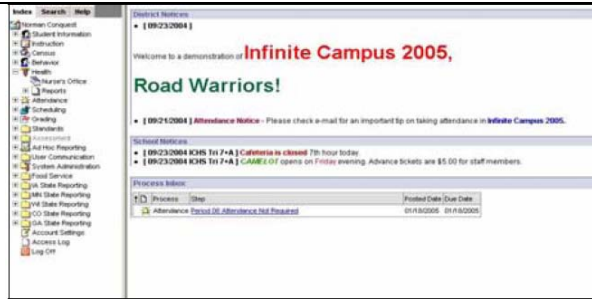 Index Search Help
Norman Conquest
Student Information
Instruction
Census
Behavior
Health
Nurse's Office
Reports
Attendance
Scheduling
Grading
Standards
Assessment
Ad Hoc Reporting
User Communication
System Administration
Food Service
IA State Reporting
MN State Reporting
WI State Reporting
CO State Reporting
GA State Reporting
Account Settings
Access Log
Log Off
District Notices
[ 09/23/2004 ]
Welcome to a demonstration of Infinite Campus 2005,
Road Warriors!
[ 09/21/2004 ] Attendance Notice - Please check e-mail for an important tip on taking attendance in Infinite Campus 2005.
School Notices
[ 09/23/2004 ICHS Tri 7+A ] Cafeteria is closed 7th hour today
[ 09/23/2004 ICHS Tri 7+A ] CAMELOT opens on Friday evening. Advance tickets are $5.00 for staff members.
Process Inbox
Process Step Posted Date Due Date
Attendance Period 06 Attendance Not Required 01/18/2005 01/18/2005